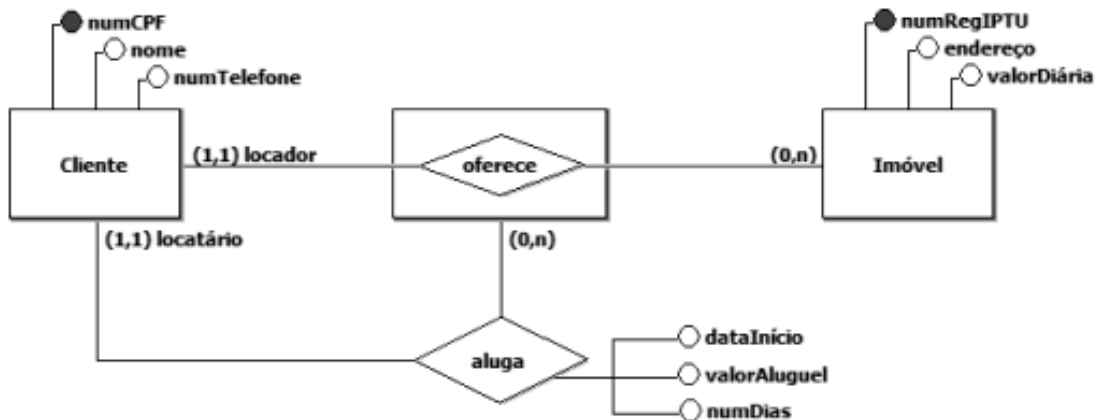 numCPF
nome
numTelefone
numRegIPTU
endereço
valorDiária
Cliente
(1,1) locador
oferece
(0,n)
Imóvel
(1,1) locatário
(0,n)
aluga
dataInício
valorAluguel
numDias